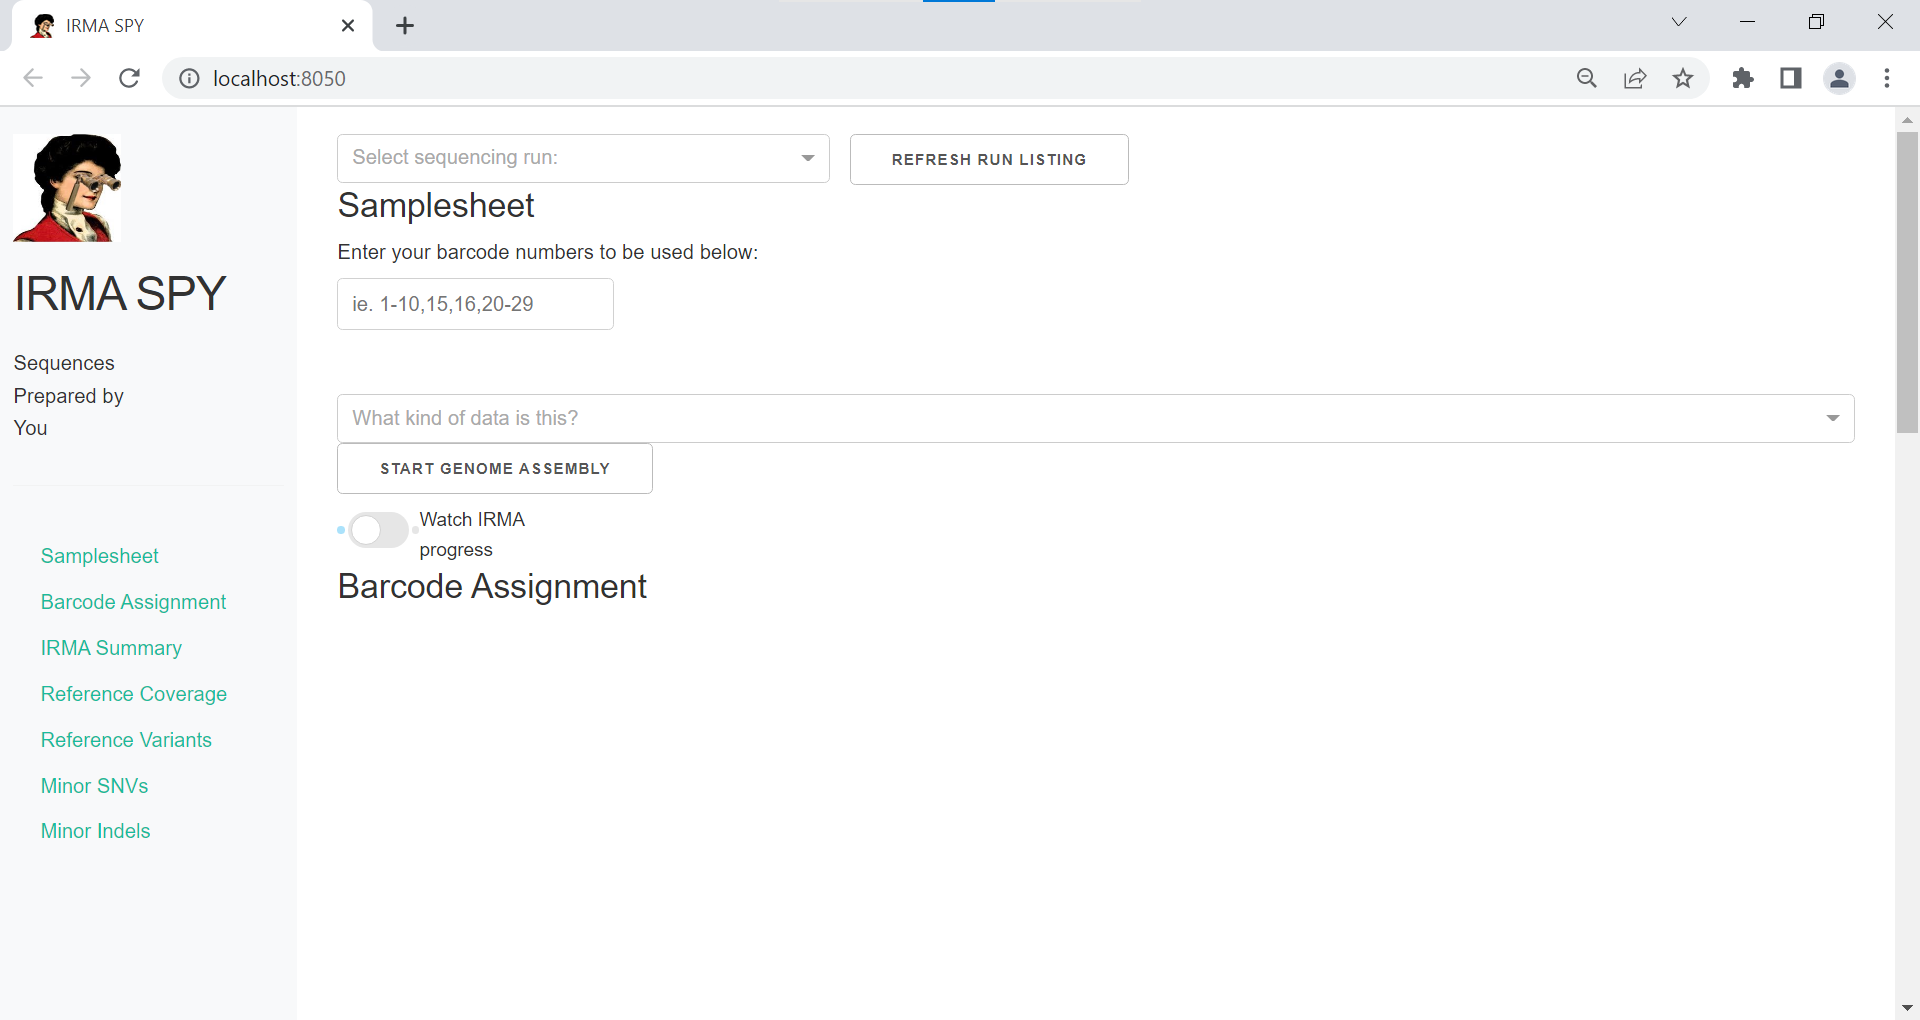 IRMA SPY
localhost:8050
IRMA SPY
Sequences
Prepared by
You
Samplesheet
Barcode Assignment
IRMA Summary
Reference Coverage
Reference Variants
Minor SNVs
Minor Indels
Select sequencing run:
REFRESH RUN LISTING
Samplesheet
Enter your barcode numbers to be used below:
ie. 1-10,15,16,20-29
What kind of data is this?
START GENOME ASSEMBLY
Watch IRMA
progress
Barcode Assignment